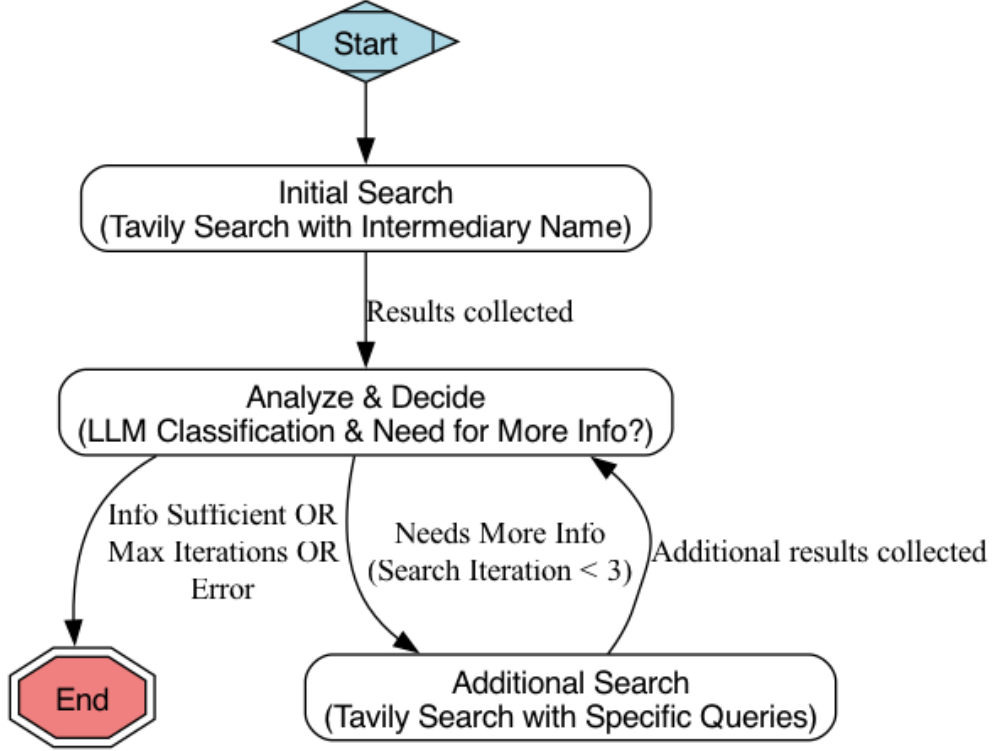 Start
Initial Search
(Tavily Search with Intermediary Name)
Results collected
Analyze & Decide
(LLM Classification & Need for More Info?)
Info Sufficient OR
Max Iterations OR
Error
Needs More Info
(Search Iteration < 3)
Additional results collected
End
Additional Search
(Tavily Search with Specific Queries)